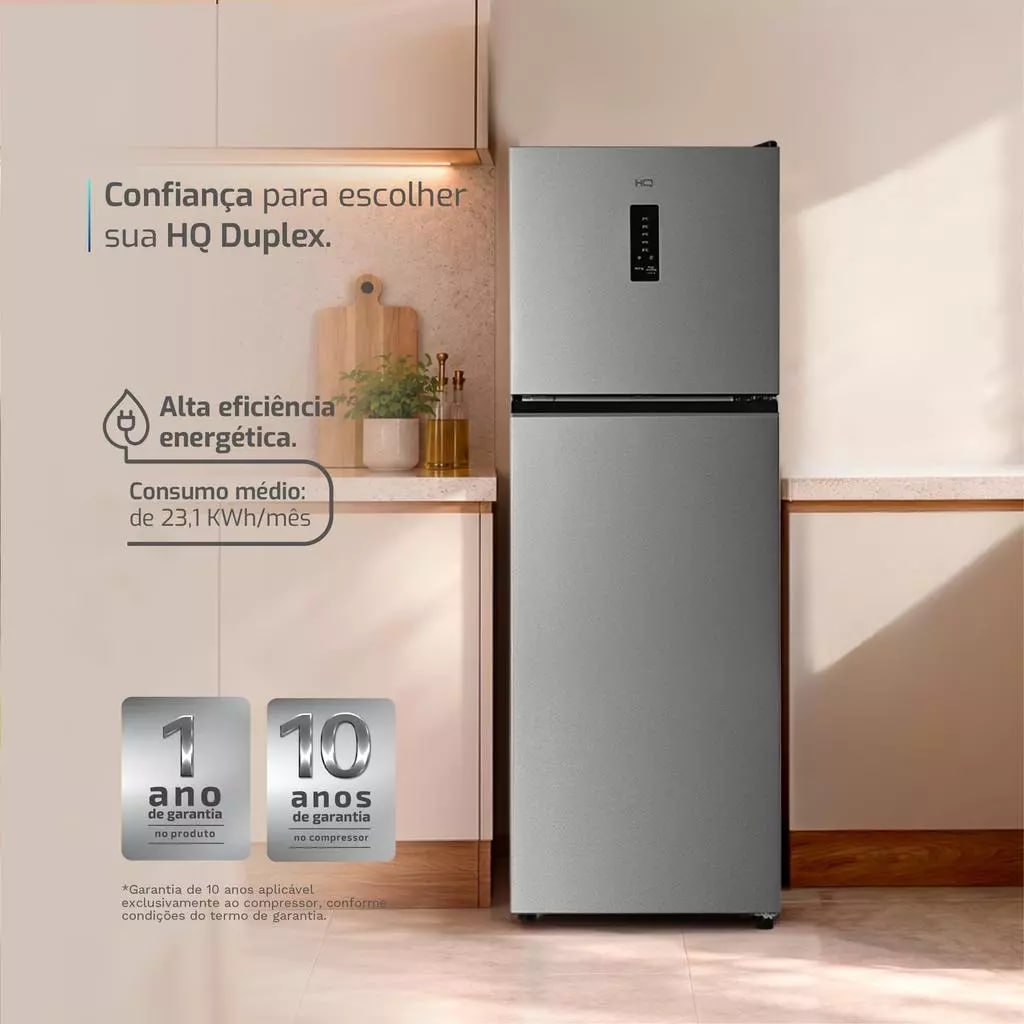 Confiança para escolher
sua HQ Duplex.
HQ
Alta eficiência
energética.
Consumo médio:
de 23,1 KWh/mês
1
ano
de garantia
no produto
10
anos
de garantia
no compressor
*Garantia de 10 anos aplicável
exclusivamente ao compressor, conforme
condições do termo de garantia.